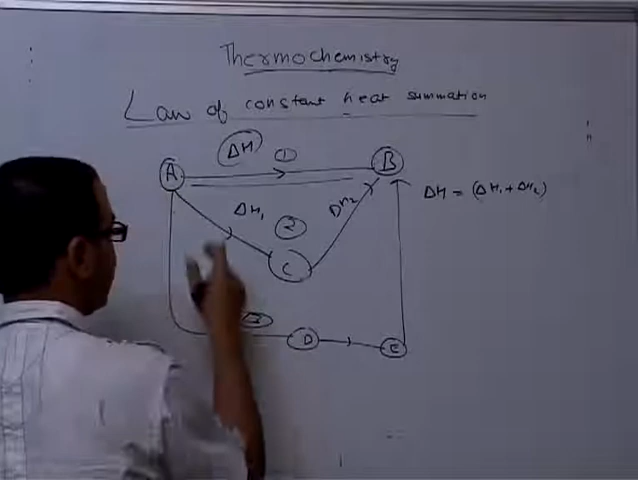 Thermochemistry
Law of constant heat summation
ΔH ①
A B
ΔH = (ΔH₁ + ΔH₂)
ΔH₁ ② ΔH₂
C
3
D E